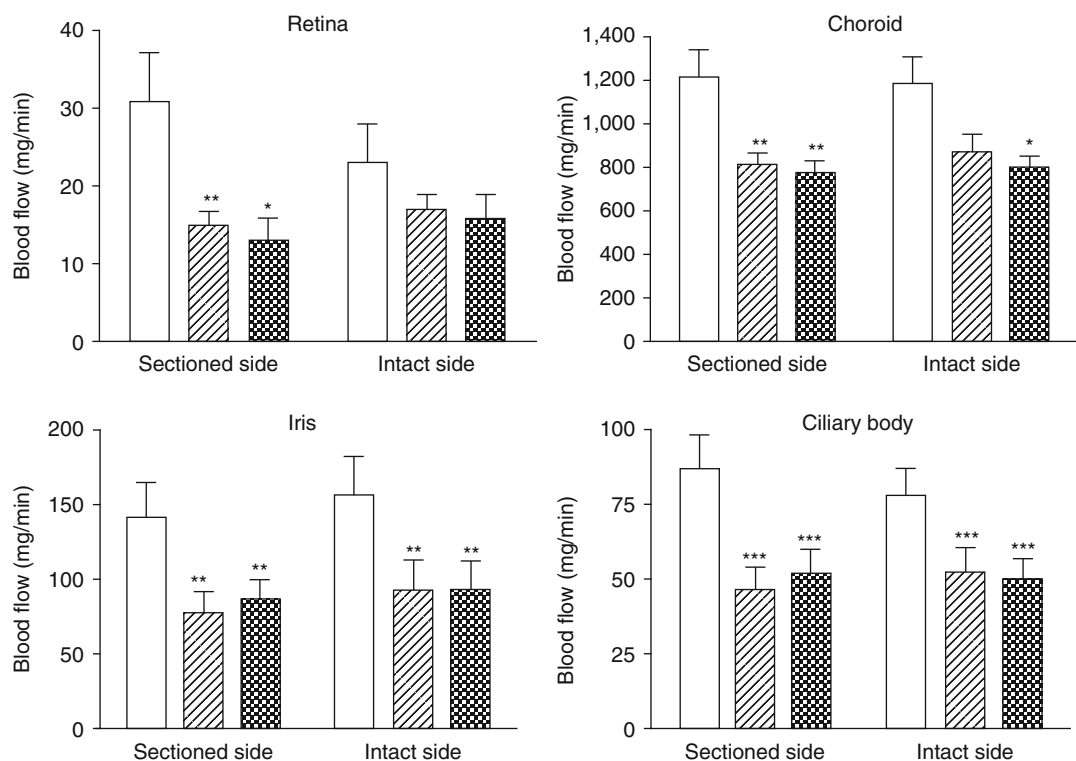 Retina
Blood flow (mg/min)
40
30
20
10
0
**
*
Sectioned side
Intact side
Choroid
Blood flow (mg/min)
1,400
1,200
1,000
800
600
400
200
0
**
**
*
Sectioned side
Intact side
Iris
Blood flow (mg/min)
200
150
100
50
0
**
**
**
**
Sectioned side
Intact side
Ciliary body
Blood flow (mg/min)
100
75
50
25
0
***
***
***
***
Sectioned side
Intact side